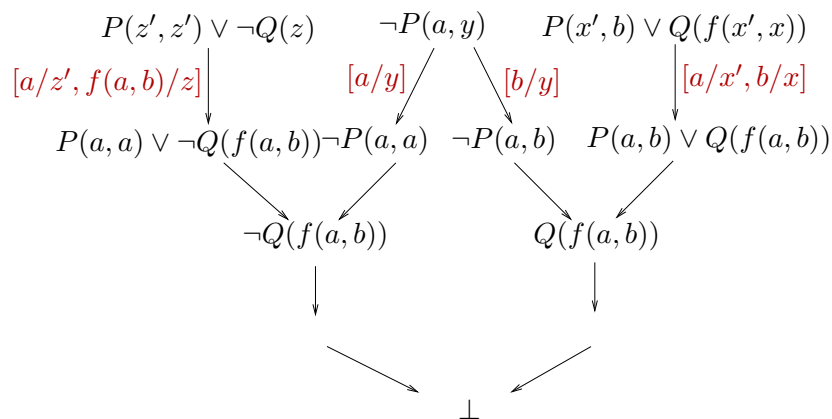 P(z′, z′) ∨ ¬Q(z) ¬P(a, y) P(x′, b) ∨ Q(f(x′, x))
[a/z′, f(a, b)/z] [a/y] [b/y] [a/x′, b/x]
P(a, a) ∨ ¬Q(f(a, b)) ¬P(a, a) ¬P(a, b) P(a, b) ∨ Q(f(a, b))
¬Q(f(a, b)) Q(f(a, b))
⊥